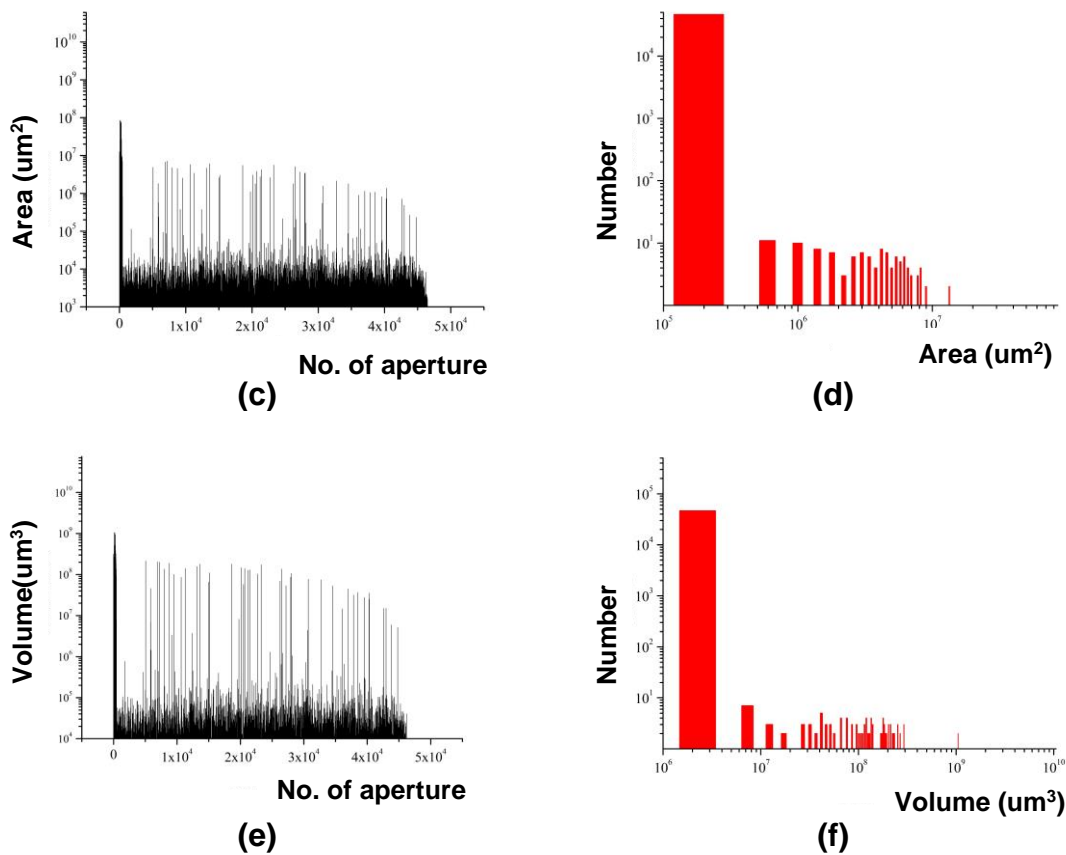 Area (um²)
10¹⁰
10⁹
10⁸
10⁷
10⁶
10⁵
10⁴
10³
0
1x10⁴
2x10⁴
3x10⁴
4x10⁴
5x10⁴
No. of aperture
(c)
Number
10⁴
10³
10²
10¹
10⁵
10⁶
10⁷
Area (um²)
(d)
Volume(um³)
10¹⁰
10⁹
10⁸
10⁷
10⁶
10⁵
10⁴
0
1x10⁴
2x10⁴
3x10⁴
4x10⁴
5x10⁴
No. of aperture
(e)
Number
10⁵
10⁴
10³
10²
10¹
10⁶
10⁷
10⁸
10⁹
10¹⁰
Volume (um³)
(f)